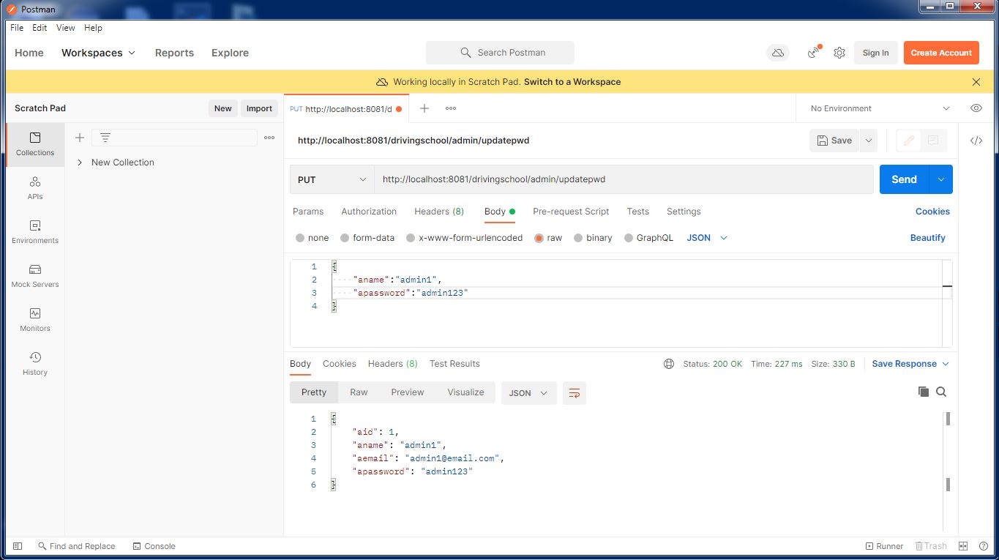 Postman
File Edit View Help
Home Workspaces Reports Explore Search Postman Sign In Create Account
Working locally in Scratch Pad. Switch to a Workspace
Scratch Pad New Import PUT http://localhost:8081/d No Environment
http://localhost:8081/drivingschool/admin/updatepwd Save
Collections
New Collection
PUT http://localhost:8081/drivingschool/admin/updatepwd Send
APIs
Params Authorization Headers (8) Body Pre-request Script Tests Settings Cookies
Environments
none form-data x-www-form-urlencoded raw binary GraphQL JSON Beautify
Mock Servers
1 {
2 "aname":"admin1",
3 "apassword":"admin123"
4 }
Monitors
History
Body Cookies Headers (8) Test Results Status: 200 OK Time: 227 ms Size: 330 B Save Response
Pretty Raw Preview Visualize JSON
1 {
2 "aid": 1,
3 "aname": "admin1",
4 "aemail": "admin1@email.com",
5 "apassword": "admin123"
6 }
Find and Replace Console Runner Trash